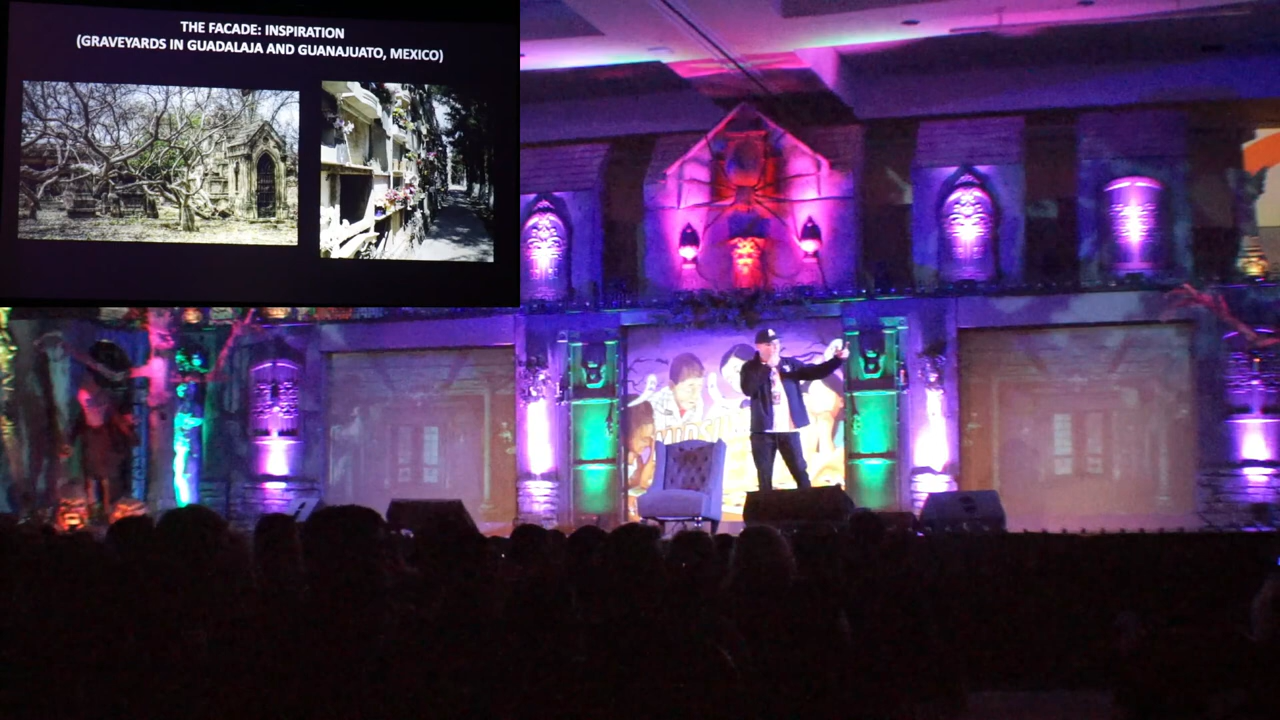 THE FACADE: INSPIRATION
(GRAVEYARDS IN GUADALAJA AND GUANAJUATO, MEXICO)